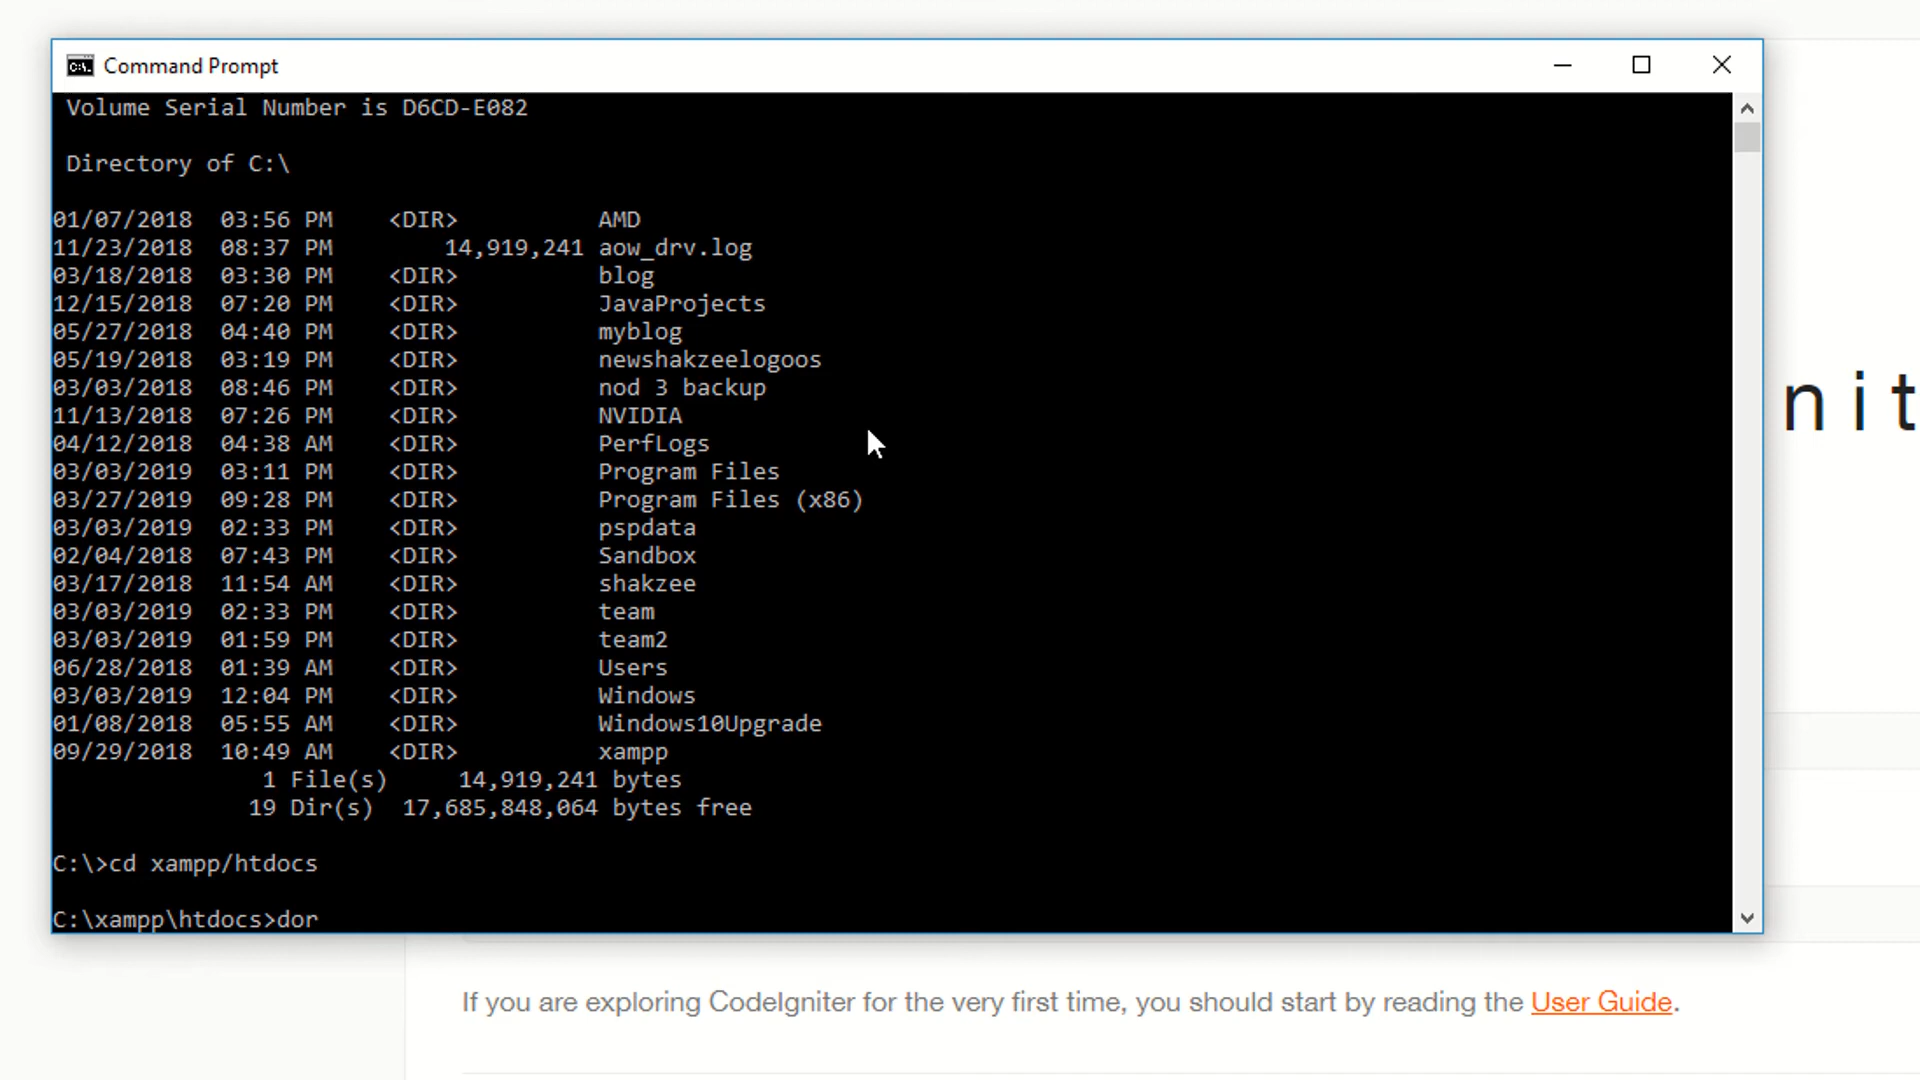 Command Prompt
Volume Serial Number is D6CD-E082
Directory of C:\
01/07/2018  03:56 PM    <DIR>          AMD
11/23/2018  08:37 PM        14,919,241 aow_drv.log
03/18/2018  03:30 PM    <DIR>          blog
12/15/2018  07:20 PM    <DIR>          JavaProjects
05/27/2018  04:40 PM    <DIR>          myblog
05/19/2018  03:19 PM    <DIR>          newshakzeelogoos
03/03/2018  08:46 PM    <DIR>          nod 3 backup
11/13/2018  07:26 PM    <DIR>          NVIDIA
04/12/2018  04:38 AM    <DIR>          PerfLogs
03/03/2019  03:11 PM    <DIR>          Program Files
03/27/2019  09:28 PM    <DIR>          Program Files (x86)
03/03/2019  02:33 PM    <DIR>          pspdata
02/04/2018  07:43 PM    <DIR>          Sandbox
03/17/2018  11:54 AM    <DIR>          shakzee
03/03/2019  02:33 PM    <DIR>          team
03/03/2019  01:59 PM    <DIR>          team2
06/28/2018  01:39 AM    <DIR>          Users
03/03/2019  12:04 PM    <DIR>          Windows
01/08/2018  05:55 AM    <DIR>          Windows10Upgrade
09/29/2018  10:49 AM    <DIR>          xampp
1 File(s)     14,919,241 bytes
19 Dir(s)  17,685,848,064 bytes free
C:\>cd xampp/htdocs
C:\xampp\htdocs>dor
nit
If you are exploring CodeIgniter for the very first time, you should start by reading the User Guide.